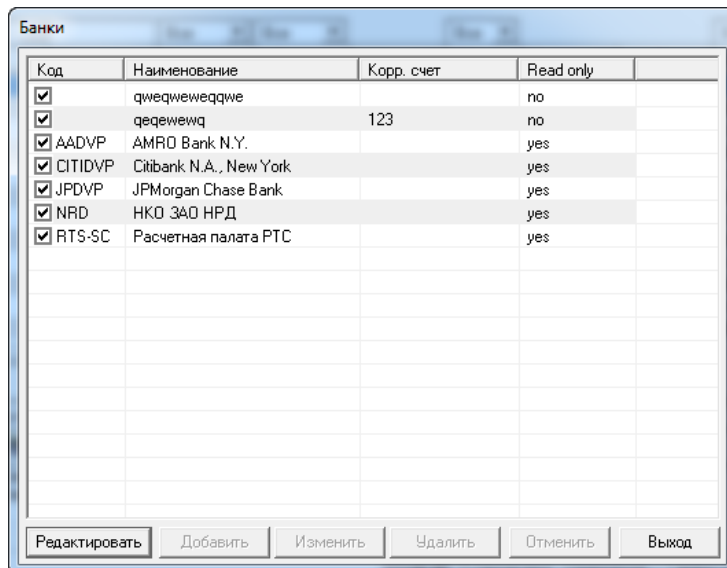 Банки
Код Наименование Корр. счет Read only
qweqweweqqwe no
qeqewewq 123 no
AADVP AMRO Bank N.Y. yes
CITIDVP Citibank N.A., New York yes
JPDVP JPMorgan Chase Bank yes
NRD НКО ЗАО НРД yes
RTS-SC Расчетная палата РТС yes
Редактировать Добавить Изменить Удалить Отменить Выход